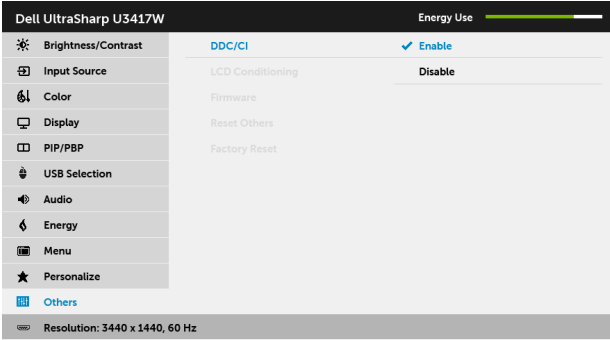 Dell UltraSharp U3417W Energy Use
Brightness/Contrast DDC/CI Enable
Input Source LCD Conditioning Disable
Color Firmware
Display Reset Others
PIP/PBP Factory Reset
USB Selection
Audio
Energy
Menu
Personalize
Others
Resolution: 3440 x 1440, 60 Hz